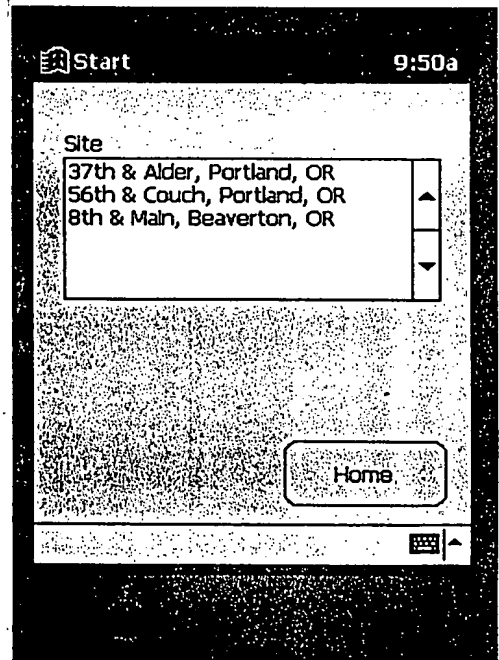 Start 9:50a
Site
37th & Alder, Portland, OR
56th & Couch, Portland, OR
8th & Main, Beaverton, OR
Home